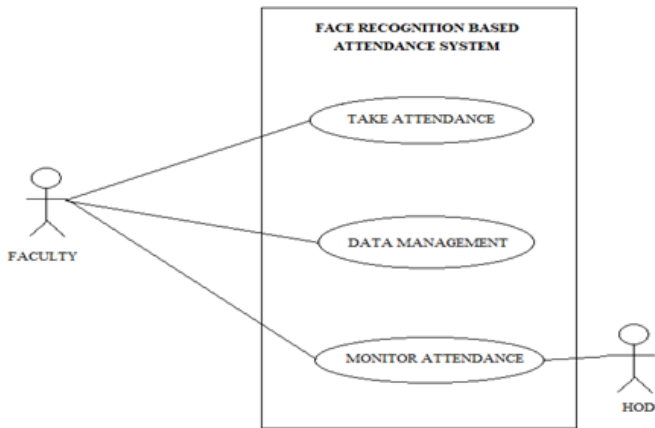 FACE RECOGNITION BASED
ATTENDANCE SYSTEM
TAKE ATTENDANCE
FACULTY
DATA MANAGEMENT
MONITOR ATTENDANCE
HOD